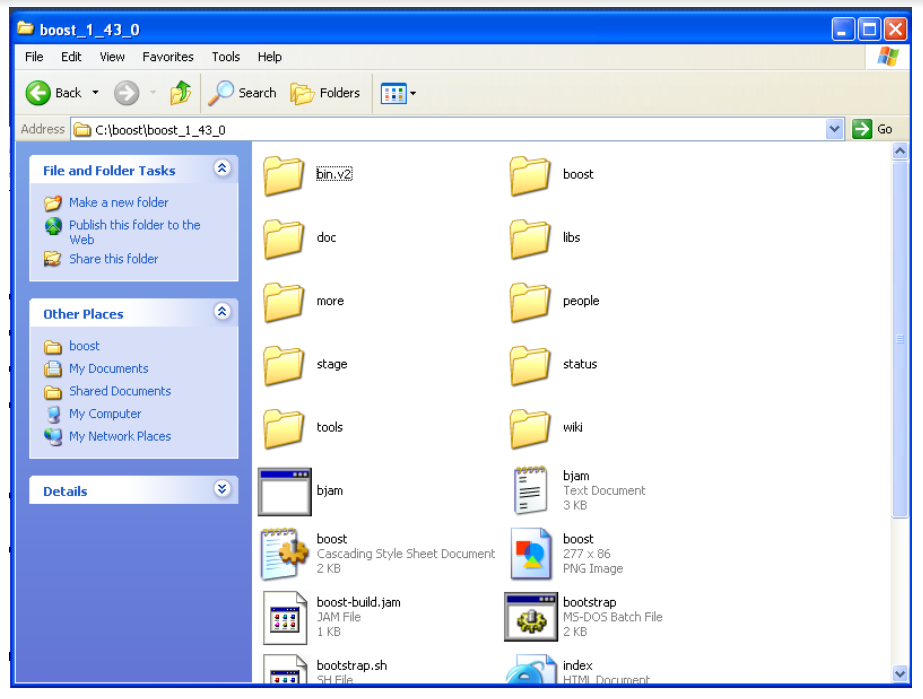 boost_1_43_0
File Edit View Favorites Tools Help
Back Search Folders
Address C:\boost\boost_1_43_0 Go
File and Folder Tasks
Make a new folder
Publish this folder to the
Web
Share this folder
Other Places
boost
My Documents
Shared Documents
My Computer
My Network Places
Details
bin.v2 boost
doc libs
more people
stage status
tools wiki
bjam
bjam
Text Document
3 KB
boost
Cascading Style Sheet Document
2 KB
boost
277 x 86
PNG Image
boost-build.jam
JAM File
1 KB
bootstrap
MS-DOS Batch File
2 KB
bootstrap.sh
SH File
index
HTML Document